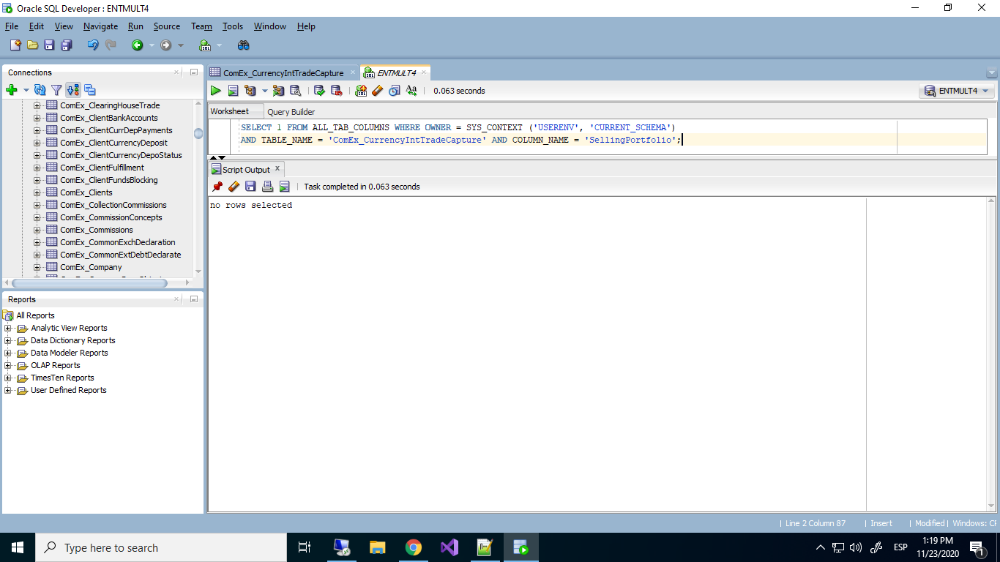 Oracle SQL Developer : ENTMULT4
File Edit View Navigate Run Source Team Tools Window Help
Connections
ComEx_ClearingHouseTrade
ComEx_ClientBankAccounts
ComEx_ClientCurrDepPayments
ComEx_ClientCurrencyDeposit
ComEx_ClientCurrencyDepoStatus
ComEx_ClientFulfillment
ComEx_ClientFundsBlocking
ComEx_Clients
ComEx_CollectionCommissions
ComEx_CommissionConcepts
ComEx_Commissions
ComEx_CommonExchDeclaration
ComEx_CommonExtDebtDeclarate
ComEx_Company
Reports
All Reports
Analytic View Reports
Data Dictionary Reports
Data Modeler Reports
OLAP Reports
TimesTen Reports
User Defined Reports
ComEx_CurrencyIntTradeCapture
ENTMULT4
0.063 seconds
ENTMULT4
Worksheet Query Builder
SELECT 1 FROM ALL_TAB_COLUMNS WHERE OWNER = SYS_CONTEXT ('USERENV', 'CURRENT_SCHEMA')
AND TABLE_NAME = 'ComEx_CurrencyIntTradeCapture' AND COLUMN_NAME = 'SellingPortfolio';
Script Output x
Task completed in 0.063 seconds
no rows selected
Line 2 Column 87 | Insert | Modified | Windows:
Type here to search
ESP
1:19 PM
11/23/2020
1